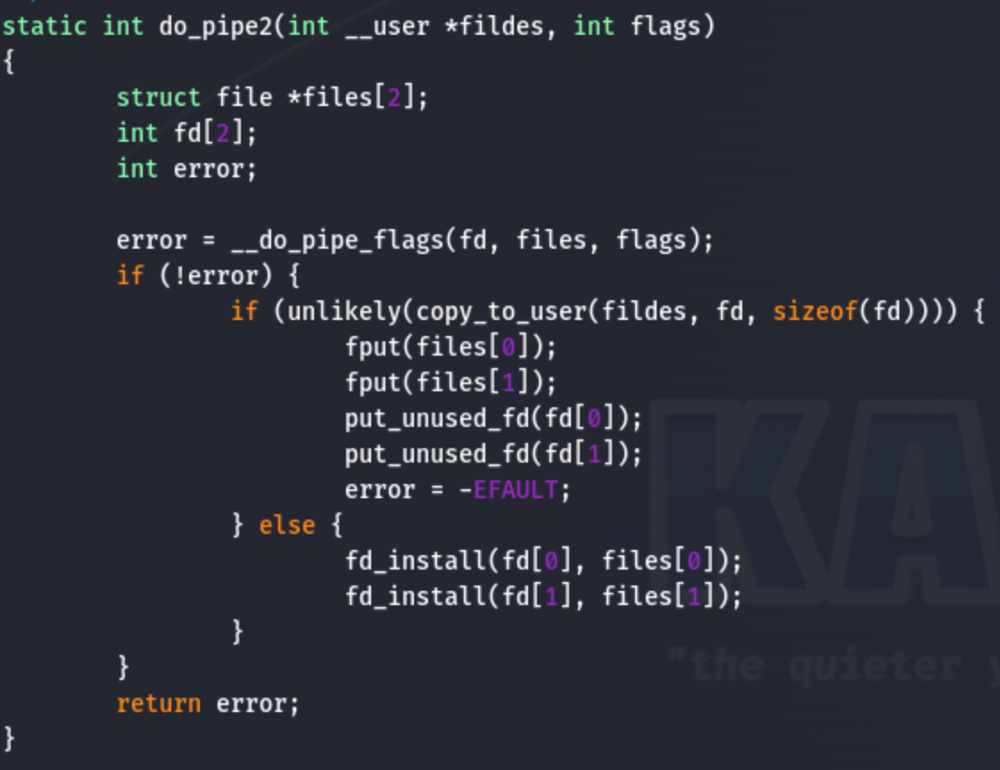 static int do_pipe2(int __user *fildes, int flags)
{
        struct file *files[2];
        int fd[2];
        int error;

        error = __do_pipe_flags(fd, files, flags);
        if (!error) {
                if (unlikely(copy_to_user(fildes, fd, sizeof(fd)))) {
                        fput(files[0]);
                        fput(files[1]);
                        put_unused_fd(fd[0]);
                        put_unused_fd(fd[1]);
                        error = -EFAULT;
                } else {
                        fd_install(fd[0], files[0]);
                        fd_install(fd[1], files[1]);
                }
        }
        return error;
}
KA
"the quieter y